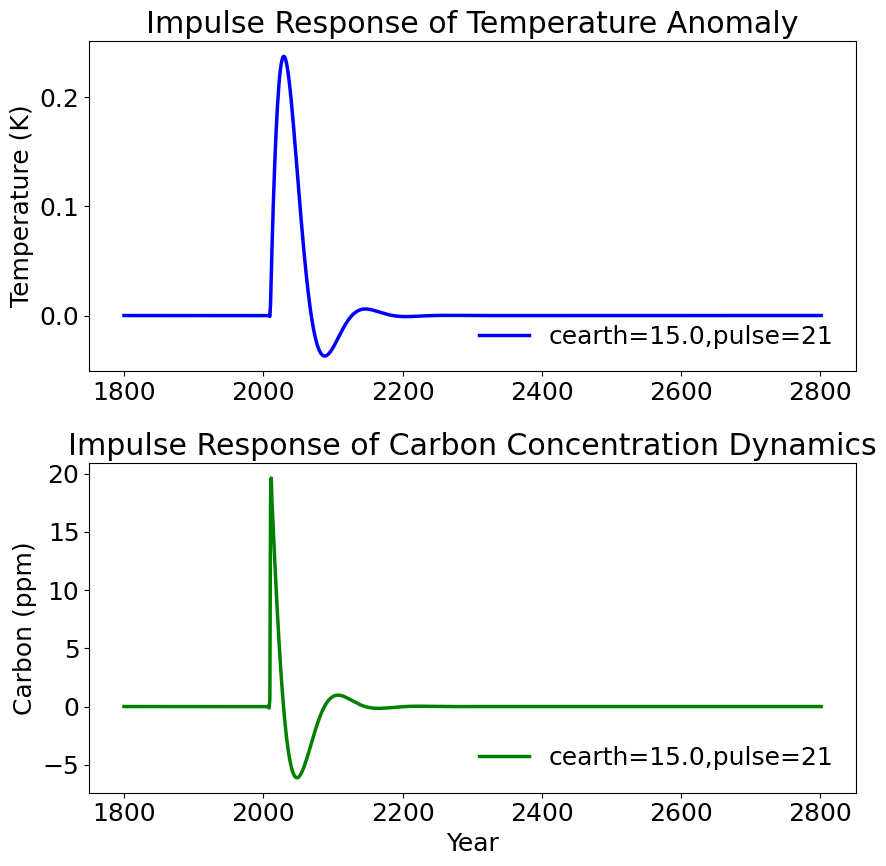 Impulse Response of Temperature Anomaly
Temperature (K)
0.2
0.1
0.0
cearth=15.0,pulse=21
1800 2000 2200 2400 2600 2800
Impulse Response of Carbon Concentration Dynamics
Carbon (ppm)
20
15
10
5
0
−5
cearth=15.0,pulse=21
1800 2000 2200 2400 2600 2800
Year